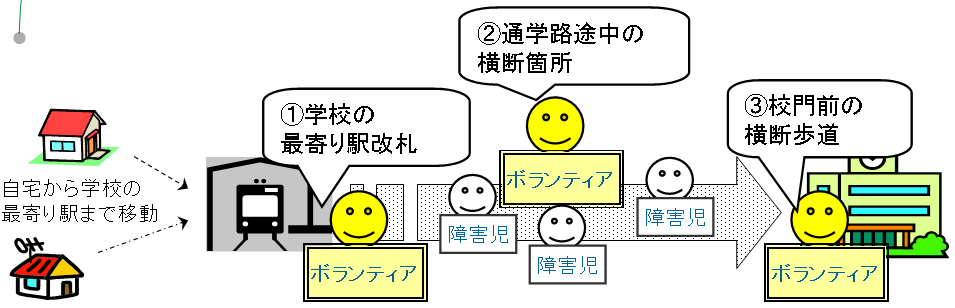 ②通学路途中の
横断箇所
①学校の
最寄り駅改札
③校門前の
横断歩道
自宅から学校の
最寄り駅まで移動
ボランティア
障害児
障害児
障害児
ボランティア
ボランティア